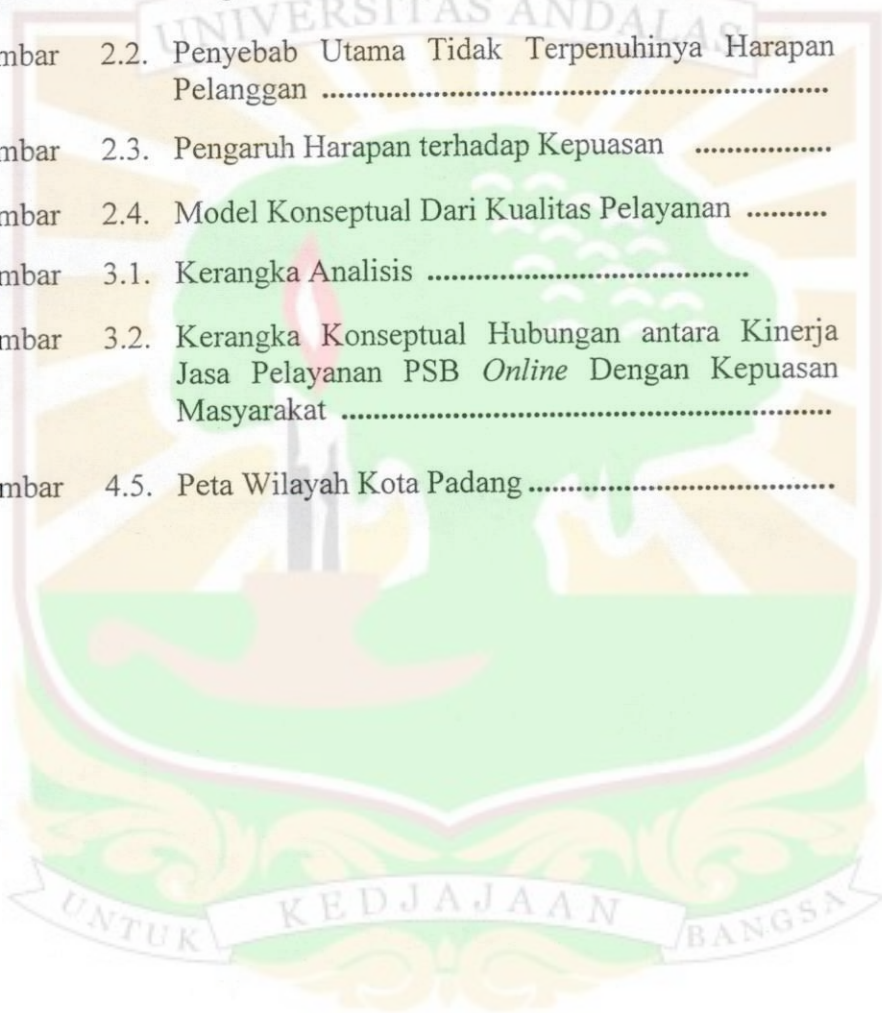 UNIVERSITAS ANDALAS
mbar 2.2. Penyebab Utama Tidak Terpenuhinya Harapan
Pelanggan ..............................................................
mbar 2.3. Pengaruh Harapan terhadap Kepuasan .................
mbar 2.4. Model Konseptual Dari Kualitas Pelayanan ..........
mbar 3.1. Kerangka Analisis .......................................
mbar 3.2. Kerangka Konseptual Hubungan antara Kinerja
Jasa Pelayanan PSB Online Dengan Kepuasan
Masyarakat ............................................................
mbar 4.5. Peta Wilayah Kota Padang .....................................
UNTUK KEDJAJAAN BANGSA